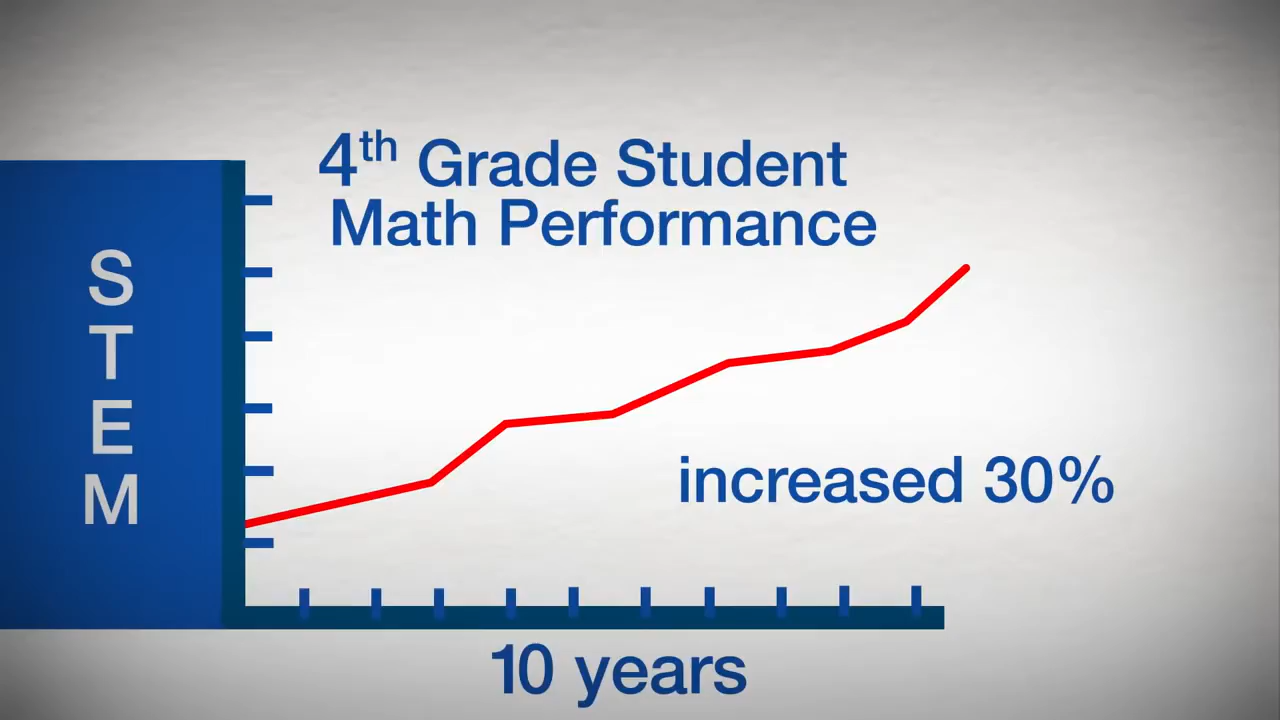 4th Grade Student
Math Performance
S
T
E
M
increased 30%
10 years